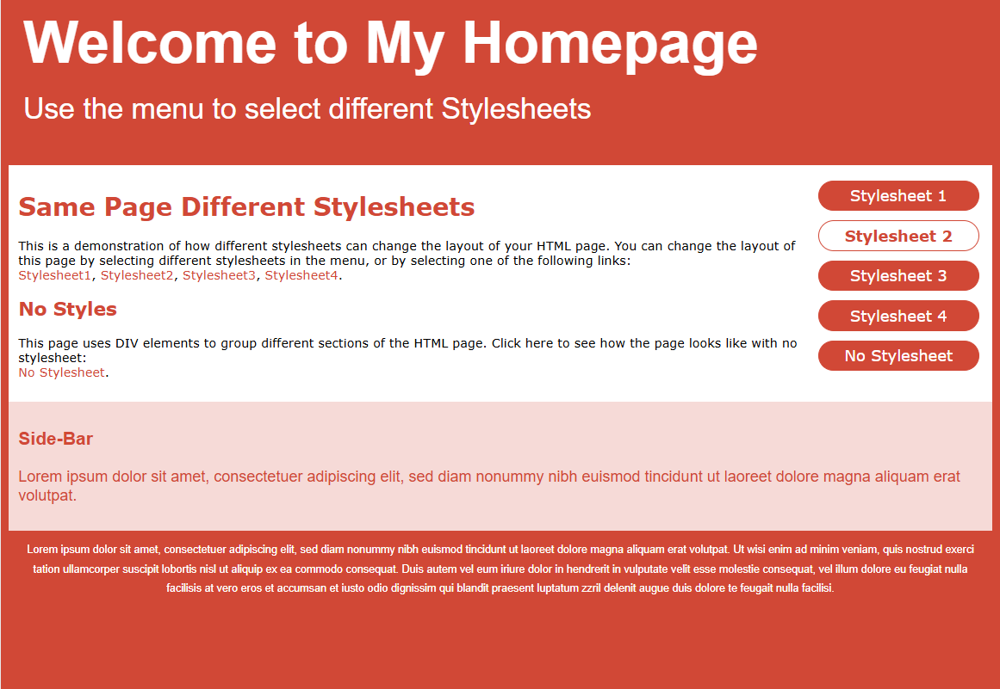 Welcome to My Homepage
Use the menu to select different Stylesheets
Same Page Different Stylesheets
This is a demonstration of how different stylesheets can change the layout of your HTML page. You can change the layout of
this page by selecting different stylesheets in the menu, or by selecting one of the following links:
Stylesheet1, Stylesheet2, Stylesheet3, Stylesheet4.
No Styles
This page uses DIV elements to group different sections of the HTML page. Click here to see how the page looks like with no
stylesheet:
No Stylesheet.
Stylesheet 1
Stylesheet 2
Stylesheet 3
Stylesheet 4
No Stylesheet
Side-Bar
Lorem ipsum dolor sit amet, consectetuer adipiscing elit, sed diam nonummy nibh euismod tincidunt ut laoreet dolore magna aliquam erat
volutpat.
Lorem ipsum dolor sit amet, consectetuer adipiscing elit, sed diam nonummy nibh euismod tincidunt ut laoreet dolore magna aliquam erat volutpat. Ut wisi enim ad minim veniam, quis nostrud exerci
tation ullamcorper suscipit lobortis nisl ut aliquip ex ea commodo consequat. Duis autem vel eum iriure dolor in hendrerit in vulputate velit esse molestie consequat, vel illum dolore eu feugiat nulla
facilisis at vero eros et accumsan et iusto odio dignissim qui blandit praesent luptatum zzril delenit augue duis dolore te feugait nulla facilisi.